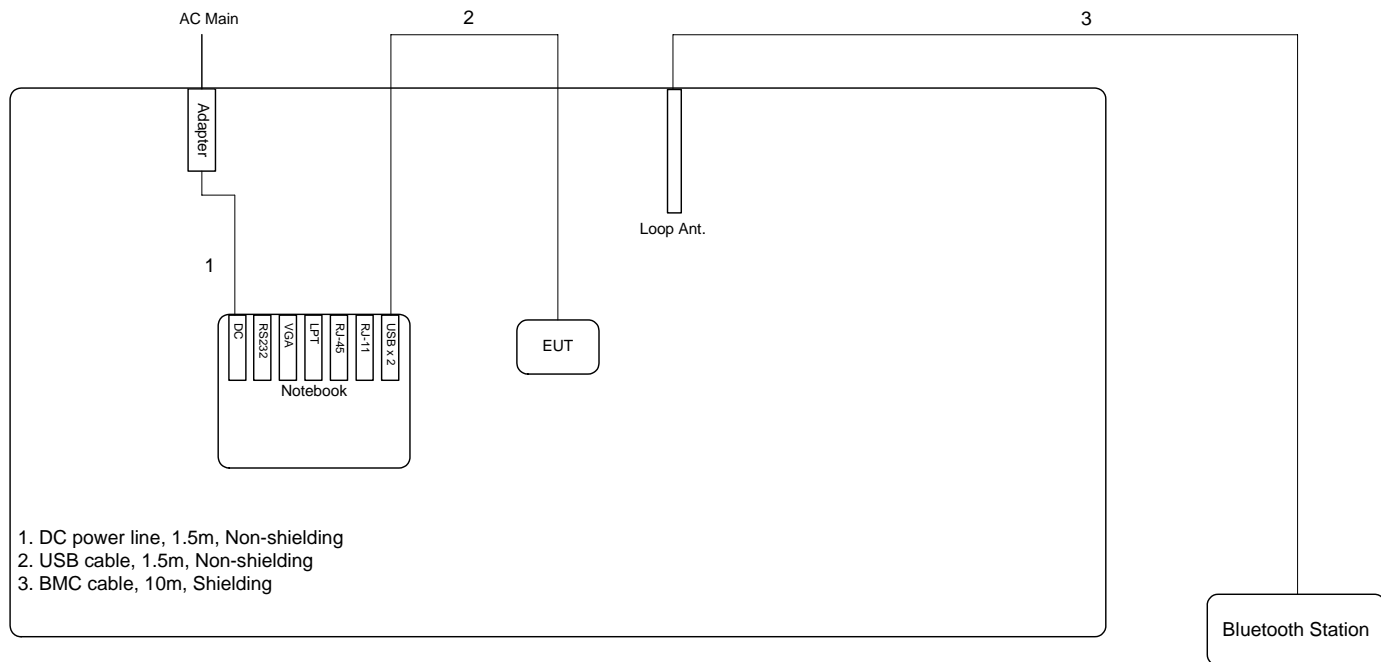 AC Main
2
3
Adapter
Loop Ant.
1
DC
RS232
VGA
LPT
RJ-45
RJ-11
USB x 2
EUT
Notebook
1. DC power line, 1.5m, Non-shielding
2. USB cable, 1.5m, Non-shielding
3. BMC cable, 10m, Shielding
Bluetooth Station